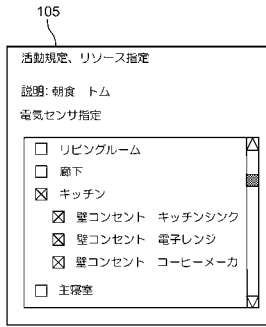 105
活動規定、リソース指定
説明: 朝食 トム
電気センサ指定
リビングルーム
廊下
キッチン
壁コンセント キッチンシンク
壁コンセント 電子レンジ
壁コンセント コーヒーメーカ
主寝室